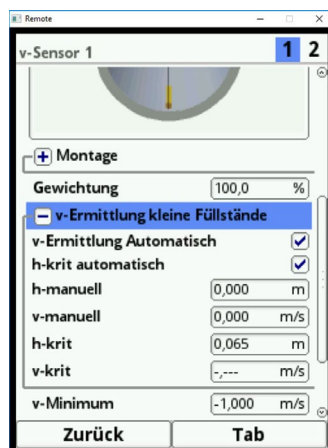 Remote
v-Sensor 1 1 2
Montage
Gewichtung 100,0 %
v-Ermittlung kleine Füllstände
v-Ermittlung Automatisch
h-krit automatisch
h-manuell 0,000 m
v-manuell 0,000 m/s
h-krit 0,065 m
v-krit -,--- m/s
v-Minimum -1,000 m/s
Zurück Tab